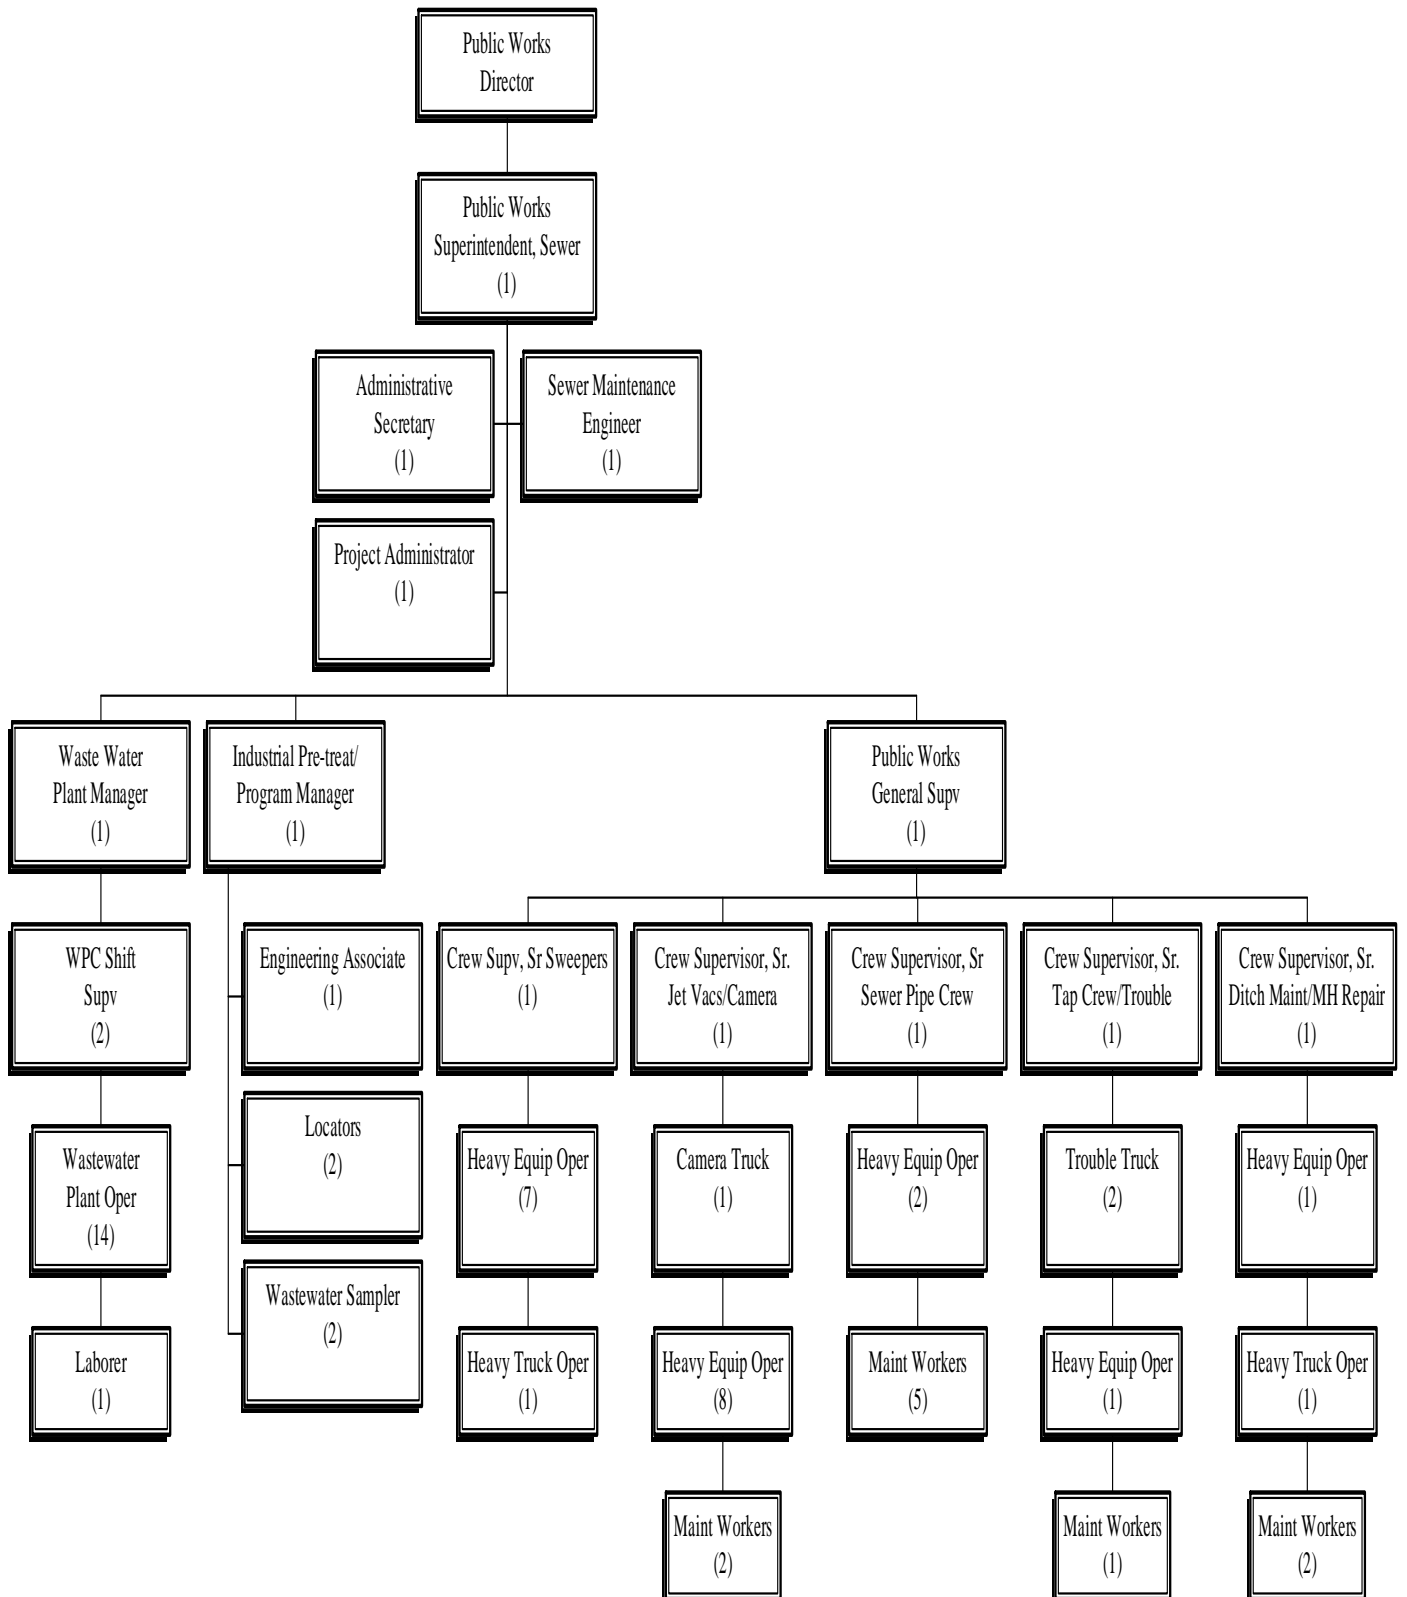 Public Works
Director
Public Works
Superintendent, Sewer
(1)
Administrative
Secretary
(1)
Sewer Maintenance
Engineer
(1)
Project Administrator
(1)
Waste Water
Plant Manager
(1)
Industrial Pre-treat/
Program Manager
(1)
Public Works
General Supv
(1)
WPC Shift
Supv
(2)
Engineering Associate
(1)
Crew Supv, Sr Sweepers
(1)
Crew Supervisor, Sr.
Jet Vacs/Camera
(1)
Crew Supervisor, Sr
Sewer Pipe Crew
(1)
Crew Supervisor, Sr.
Tap Crew/Trouble
(1)
Crew Supervisor, Sr.
Ditch Maint/MH Repair
(1)
Locators
(2)
Wastewater
Plant Oper
(14)
Heavy Equip Oper
(7)
Camera Truck
(1)
Heavy Equip Oper
(2)
Trouble Truck
(2)
Heavy Equip Oper
(1)
Wastewater Sampler
(2)
Laborer
(1)
Heavy Truck Oper
(1)
Heavy Equip Oper
(8)
Maint Workers
(5)
Heavy Equip Oper
(1)
Heavy Truck Oper
(1)
Maint Workers
(2)
Maint Workers
(1)
Maint Workers
(2)